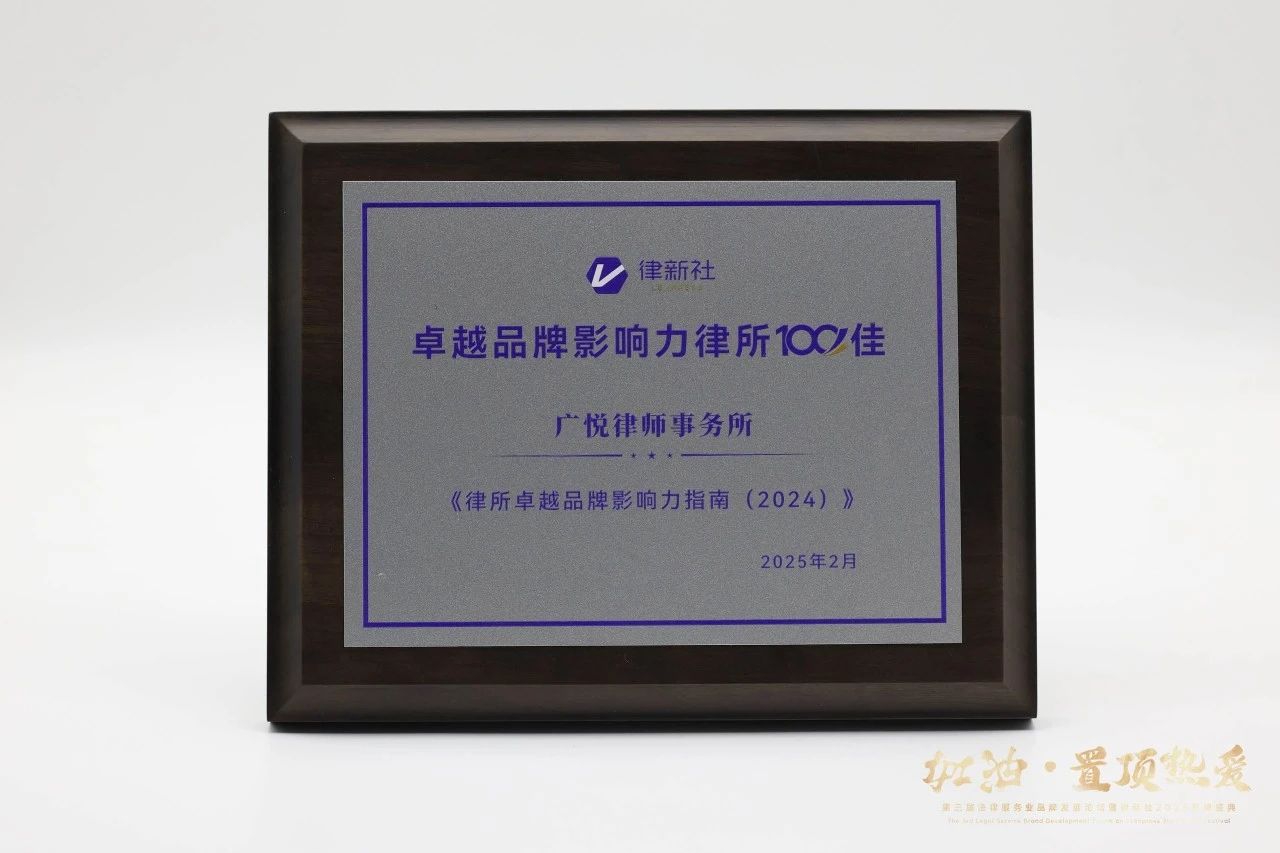 律新社
卓越品牌影响力律所100佳
广悦律师事务所
《律所卓越品牌影响力指南（2024）》
2025年2月
加油·置顶热爱